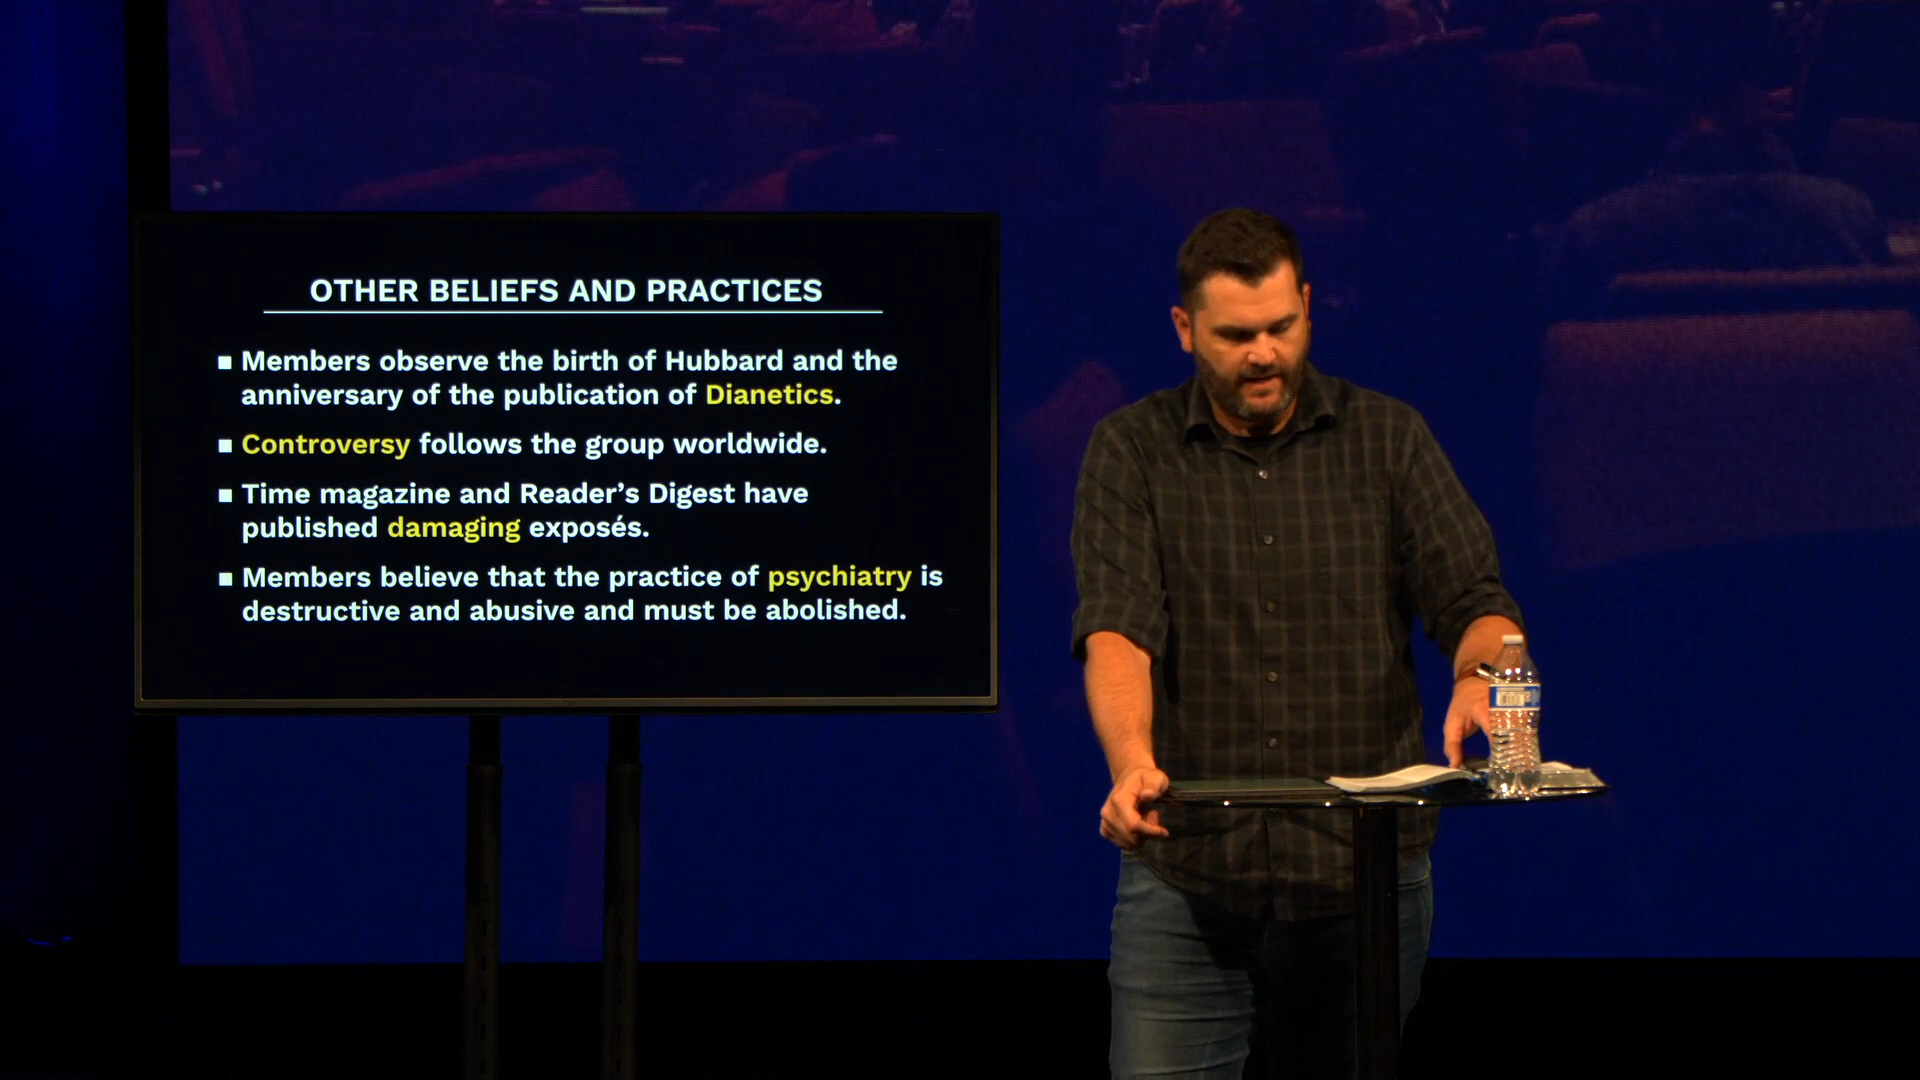 OTHER BELIEFS AND PRACTICES
▪ Members observe the birth of Hubbard and the
anniversary of the publication of Dianetics.
▪ Controversy follows the group worldwide.
▪ Time magazine and Reader’s Digest have
published damaging exposés.
▪ Members believe that the practice of psychiatry is
destructive and abusive and must be abolished.